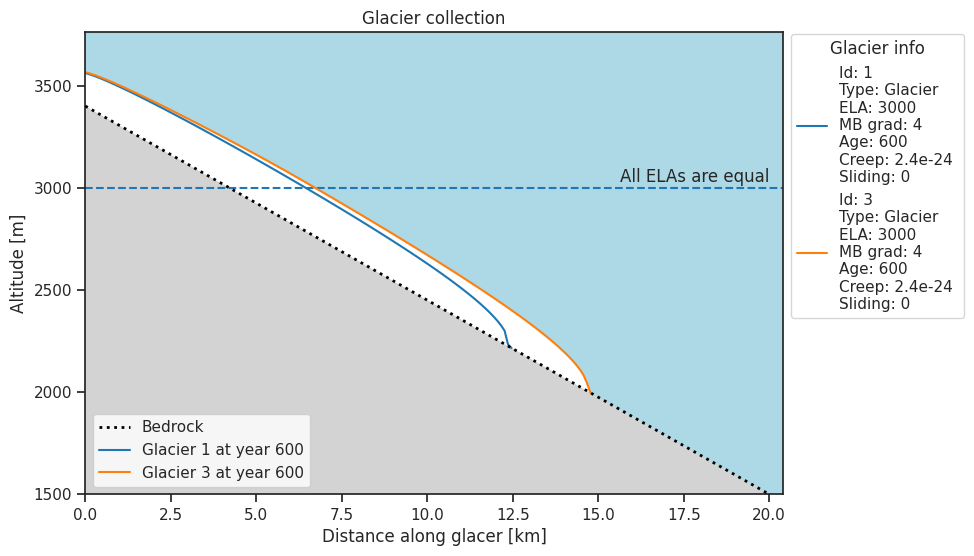 Glacier collection
Altitude [m]
3500
3000
2500
2000
1500
All ELAs are equal
Bedrock
Glacier 1 at year 600
Glacier 3 at year 600
0.0
2.5
5.0
7.5
10.0
12.5
15.0
17.5
20.0
Distance along glacer [km]
Glacier info
Id: 1
Type: Glacier
ELA: 3000
MB grad: 4
Age: 600
Creep: 2.4e-24
Sliding: 0
Id: 3
Type: Glacier
ELA: 3000
MB grad: 4
Age: 600
Creep: 2.4e-24
Sliding: 0